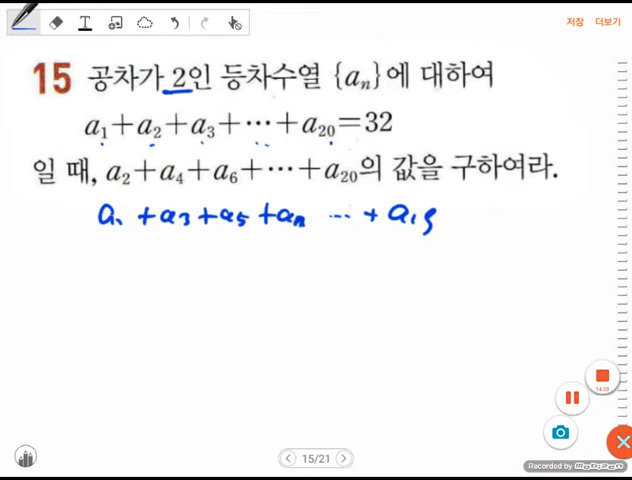 저장 더보기
15 공차가 2인 등차수열 {aₙ}에 대하여
a₁+a₂+a₃+⋯+a₂₀=32
일 때, a₂+a₄+a₆+⋯+a₂₀의 값을 구하여라.
a₁ +a₃+a₅ +aₙ ⋯ + a₁₉
14:33
15/21
Recorded by mobizen